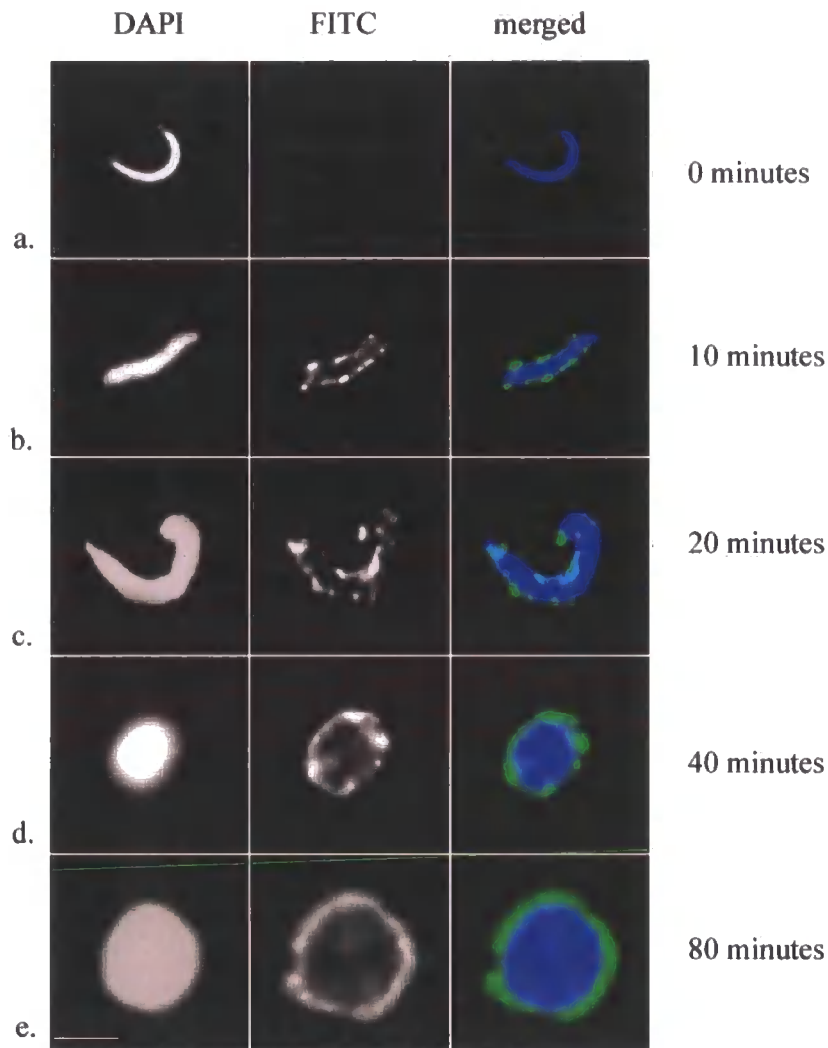 DAPI FITC merged
0 minutes
a.
10 minutes
b.
20 minutes
c.
40 minutes
d.
80 minutes
e.